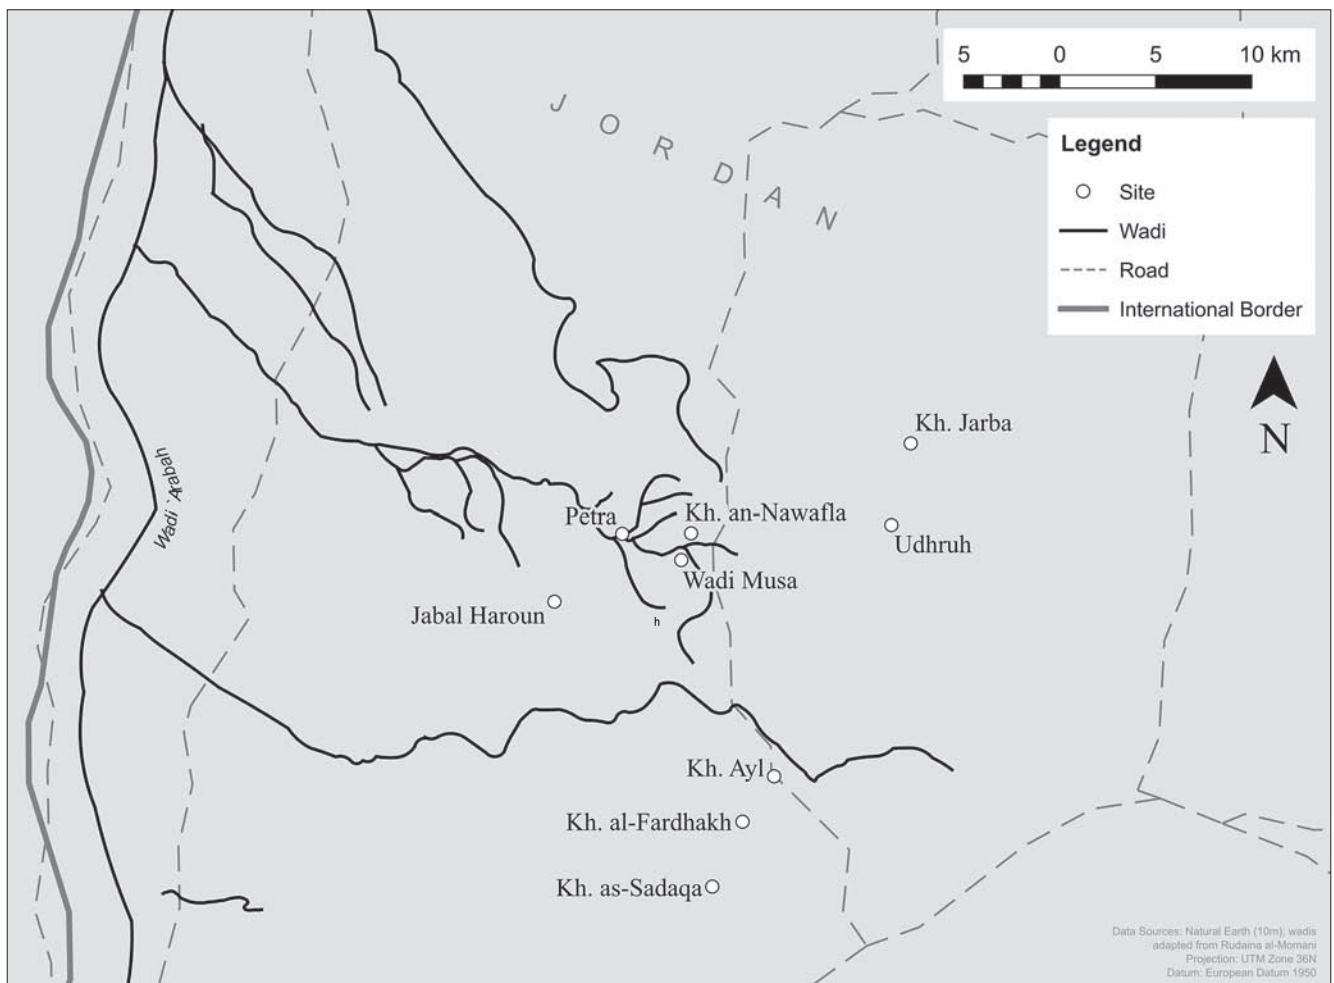 5 0 5 10 km
JORDAN
Legend
Site
Wadi
Road
International Border
N
Kh. Jarba
Wadi `Arabah
Petra
Kh. an-Nawafla
Udhruh
Wadi Musa
Jabal Haroun
h
Kh. Ayl
Kh. al-Fardhakh
Kh. as-Sadaqa
Data Sources: Natural Earth (10m); wadis
adapted from Rudaina al-Momani
Projection: UTM Zone 36N
Datum: European Datum 1950